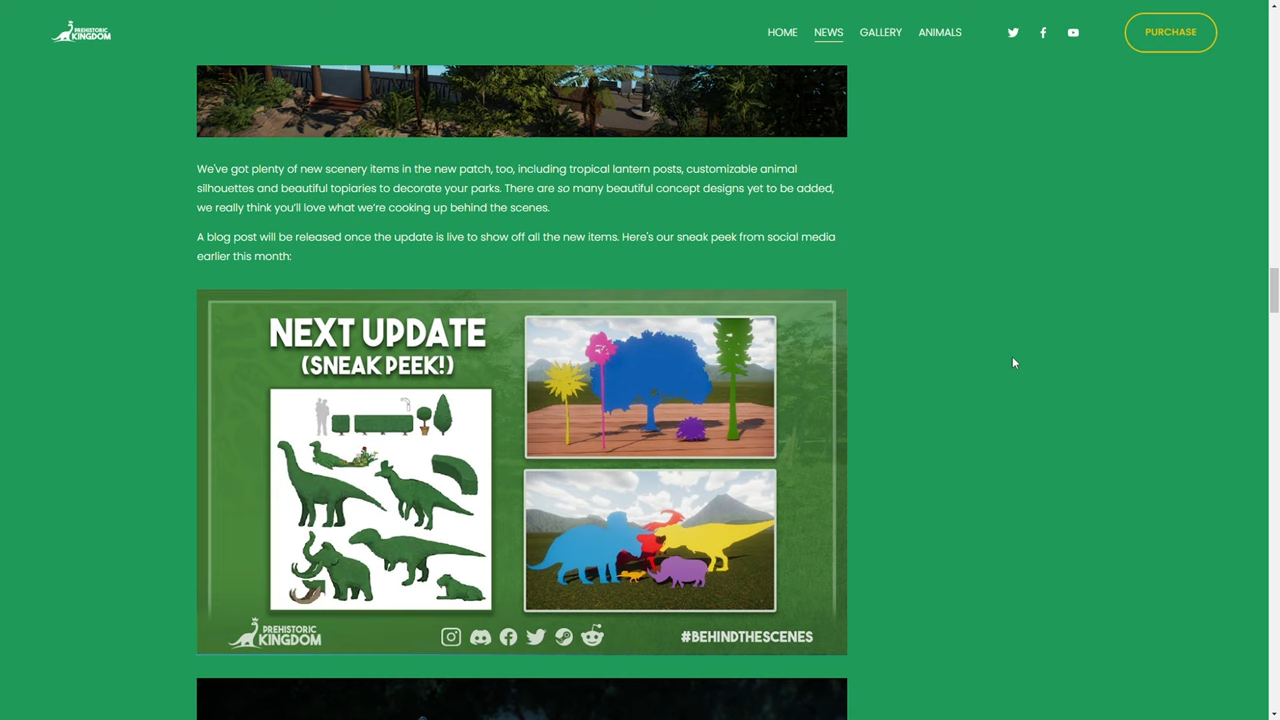 PREHISTORIC
KINGDOM
HOME NEWS GALLERY ANIMALS
PURCHASE
We've got plenty of new scenery items in the new patch, too, including tropical lantern posts, customizable animal
silhouettes and beautiful topiaries to decorate your parks. There are so many beautiful concept designs yet to be added,
we really think you'll love what we're cooking up behind the scenes.
A blog post will be released once the update is live to show off all the new items. Here's our sneak peek from social media
earlier this month:
NEXT UPDATE
(SNEAK PEEK!)
PREHISTORIC
KINGDOM
#BEHINDTHESCENES